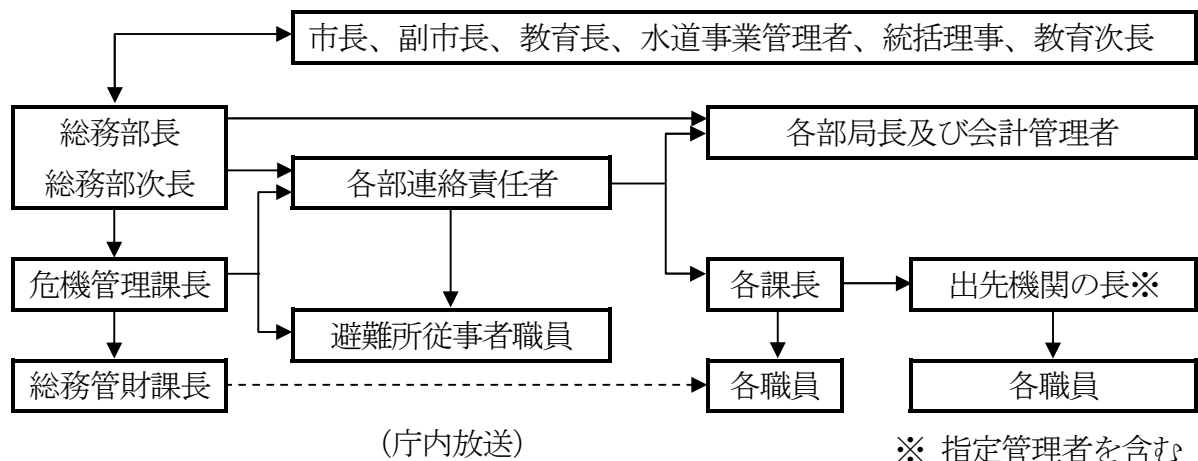 市長、副市長、教育長、水道事業管理者、統括理事、教育次長
総務部長
総務部次長
各部局長及び会計管理者
各部連絡責任者
危機管理課長
各課長
出先機関の長※
避難所従事者職員
総務管財課長
各職員
各職員
(庁内放送)
※ 指定管理者を含む